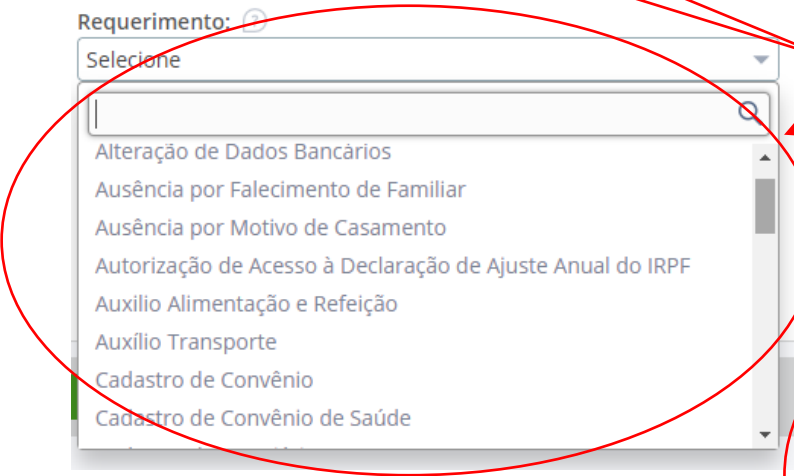 Requerimento: ?
Selecione
Alteração de Dados Bancários
Ausência por Falecimento de Familiar
Ausência por Motivo de Casamento
Autorização de Acesso à Declaração de Ajuste Anual do IRPF
Auxilio Alimentação e Refeição
Auxílio Transporte
Cadastro de Convênio
Cadastro de Convênio de Saúde